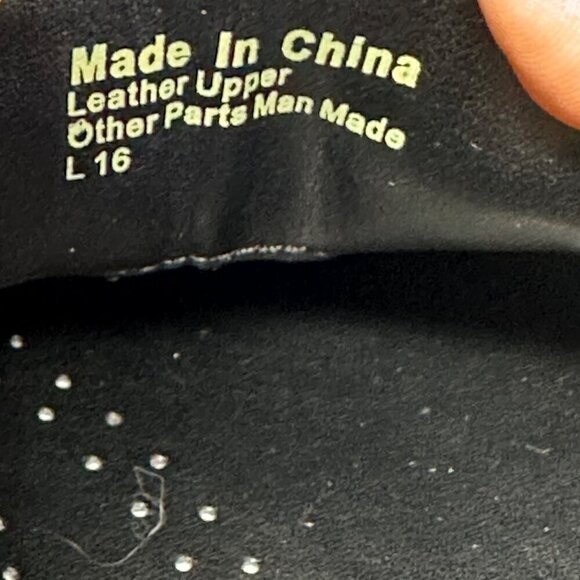 Made In China
Leather Upper
Other Parts Man Made
L 16